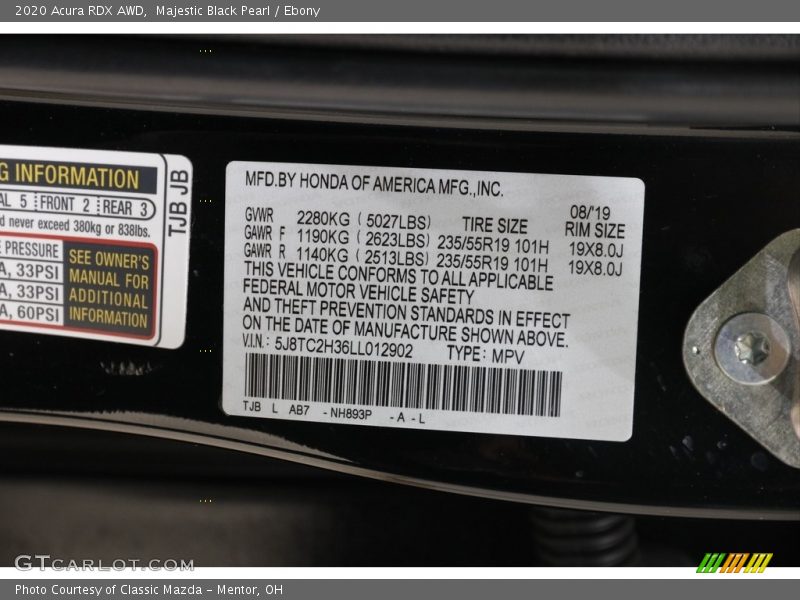 2020 Acura RDX AWD, Majestic Black Pearl / Ebony
G INFORMATION
AL 5 FRONT 2 REAR 3
d never exceed 380kg or 838lbs.
PRESSURE
A, 33PSI
A, 33PSI
A, 60PSI
SEE OWNER'S
MANUAL FOR
ADDITIONAL
INFORMATION
TJB JB
MFD.BY HONDA OF AMERICA MFG.,INC.
08/'19
GVWR 2280KG ( 5027LBS) TIRE SIZE RIM SIZE
GAWR F 1190KG ( 2623LBS) 235/55R19 101H 19X8.0J
GAWR R 1140KG ( 2513LBS) 235/55R19 101H 19X8.0J
THIS VEHICLE CONFORMS TO ALL APPLICABLE
FEDERAL MOTOR VEHICLE SAFETY
AND THEFT PREVENTION STANDARDS IN EFFECT
ON THE DATE OF MANUFACTURE SHOWN ABOVE.
V.I.N.: 5J8TC2H36LL012902 TYPE: MPV
TJB L AB7 - NH893P - A - L
GTCarLot.com
Photo Courtesy of Classic Mazda - Mentor, OH